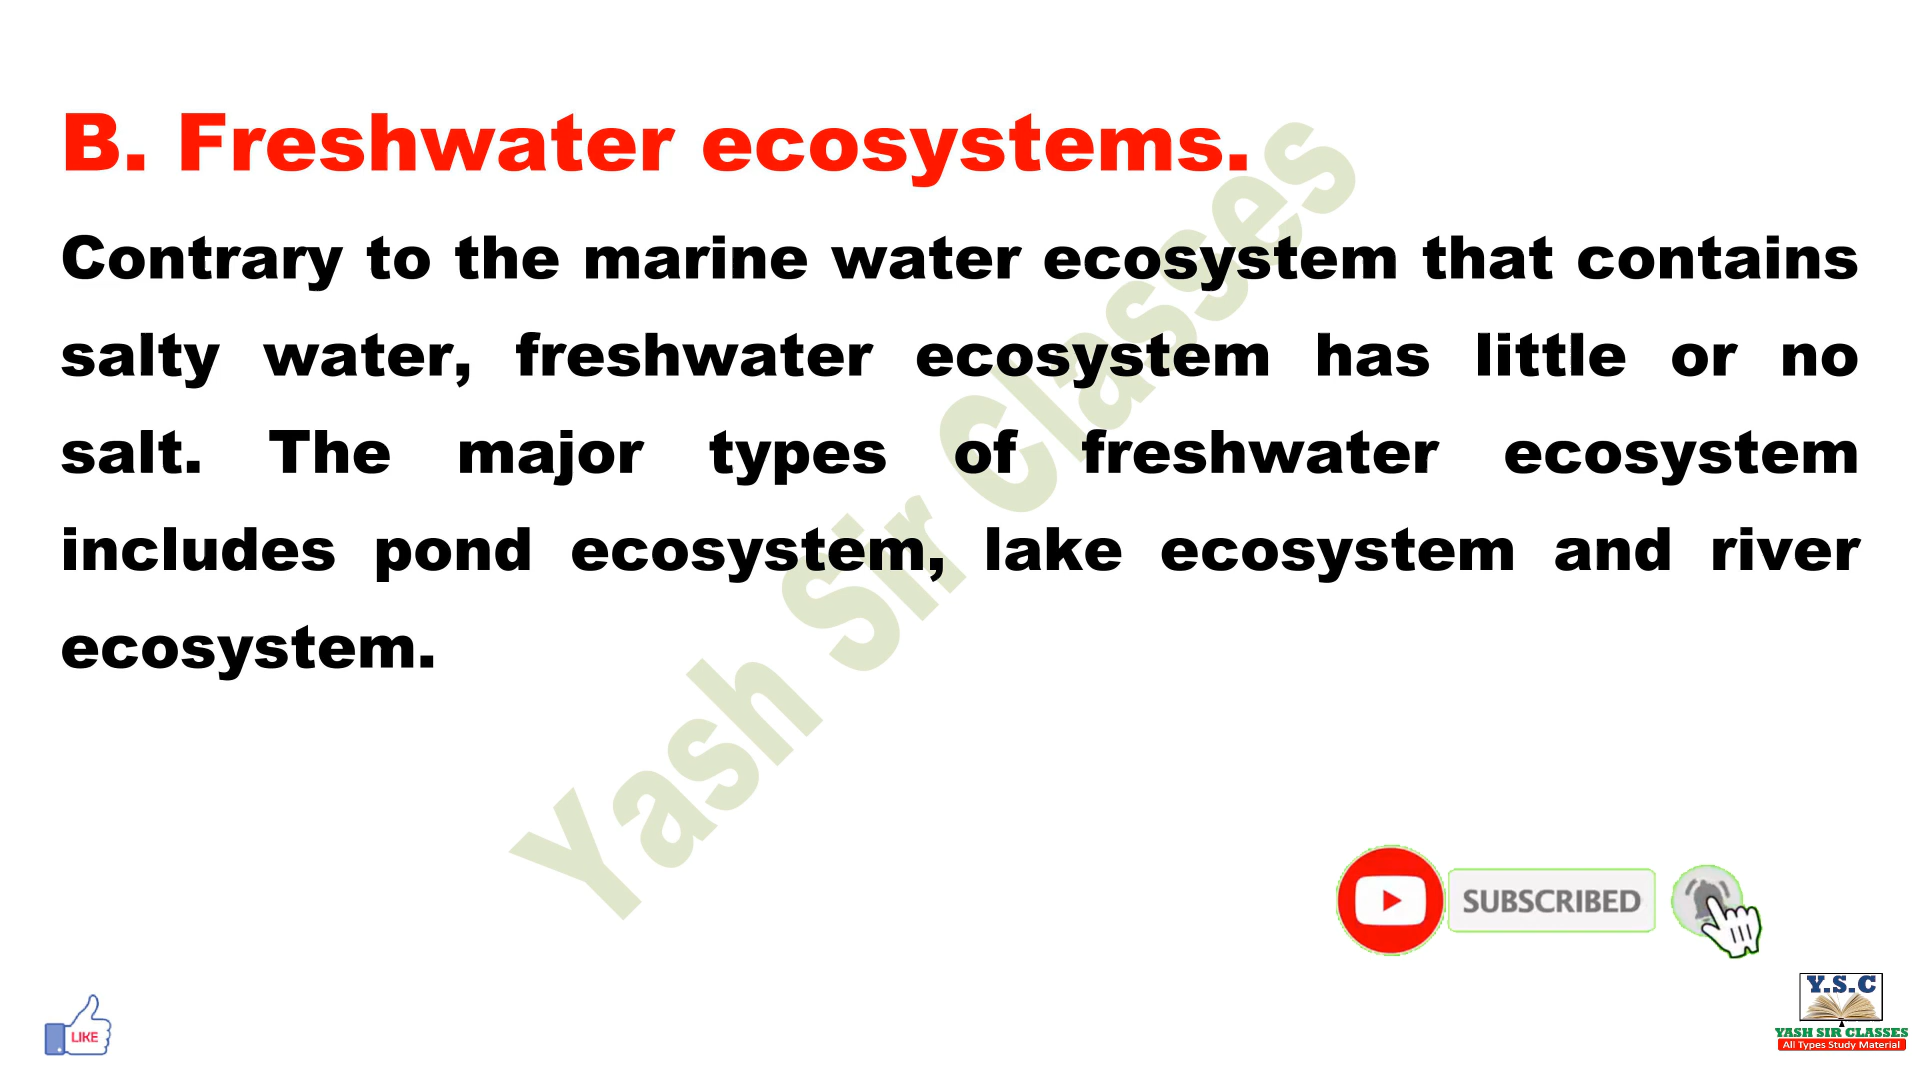 B. Freshwater ecosystems.
Contrary to the marine water ecosystem that contains
salty water, freshwater ecosystem has little or no
salt. The major types of freshwater ecosystem
includes pond ecosystem, lake ecosystem and river
ecosystem.
Yash Sir Classes
SUBSCRIBED
LIKE
Y.S.C
YASH SIR CLASSES
All Types Study Material